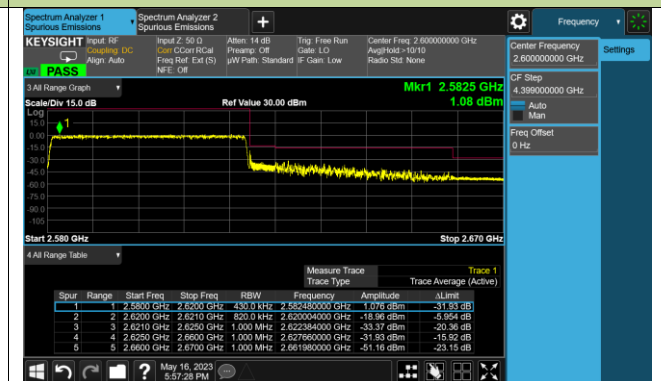 Spectrum Analyzer 1
Spurious Emissions
Spectrum Analyzer 2
Spurious Emissions
+
Frequency
KEYSIGHT
Input: RF
Coupling: DC
Align: Auto
Input Z: 50 Ω
Corr CCorr RCal
Freq Ref: Ext (S)
NFE: Off
Atten: 14 dB
Preamp: Off
µW Path: Standard
Trig: Free Run
Gate: LO
IF Gain: Low
Center Freq: 2.600000000 GHz
Avg|Hold:>10/10
Radio Std: None
LW PASS
Center Frequency
2.600000000 GHz
Settings
CF Step
4.399000000 GHz
Auto
Man
Freq Offset
0 Hz
3 All Range Graph
Mkr1 2.5825 GHz
Scale/Div 15.0 dB
Ref Value 30.00 dBm
1.08 dBm
Log
15.0
0.00
-15.0
-30.0
-45.0
-60.0
-75.0
-90.0
-105
1
Start 2.580 GHz
Stop 2.670 GHz
4 All Range Table
Measure Trace Trace 1
Trace Type Trace Average (Active)
Spur Range Start Freq Stop Freq RBW Frequency Amplitude ΔLimit
1 1 2.5800 GHz 2.6200 GHz 430.0 kHz 2.582480000 GHz 1.076 dBm -31.93 dB
2 2 2.6200 GHz 2.6210 GHz 820.0 kHz 2.620004000 GHz -18.96 dBm -5.954 dB
3 3 2.6210 GHz 2.6250 GHz 1.000 MHz 2.622384000 GHz -33.37 dBm -20.36 dB
4 4 2.6250 GHz 2.6600 GHz 1.000 MHz 2.627660000 GHz -31.93 dBm -15.92 dB
5 5 2.6600 GHz 2.6700 GHz 1.000 MHz 2.661980000 GHz -51.16 dBm -23.15 dB
?
May 16, 2023
5:57:28 PM